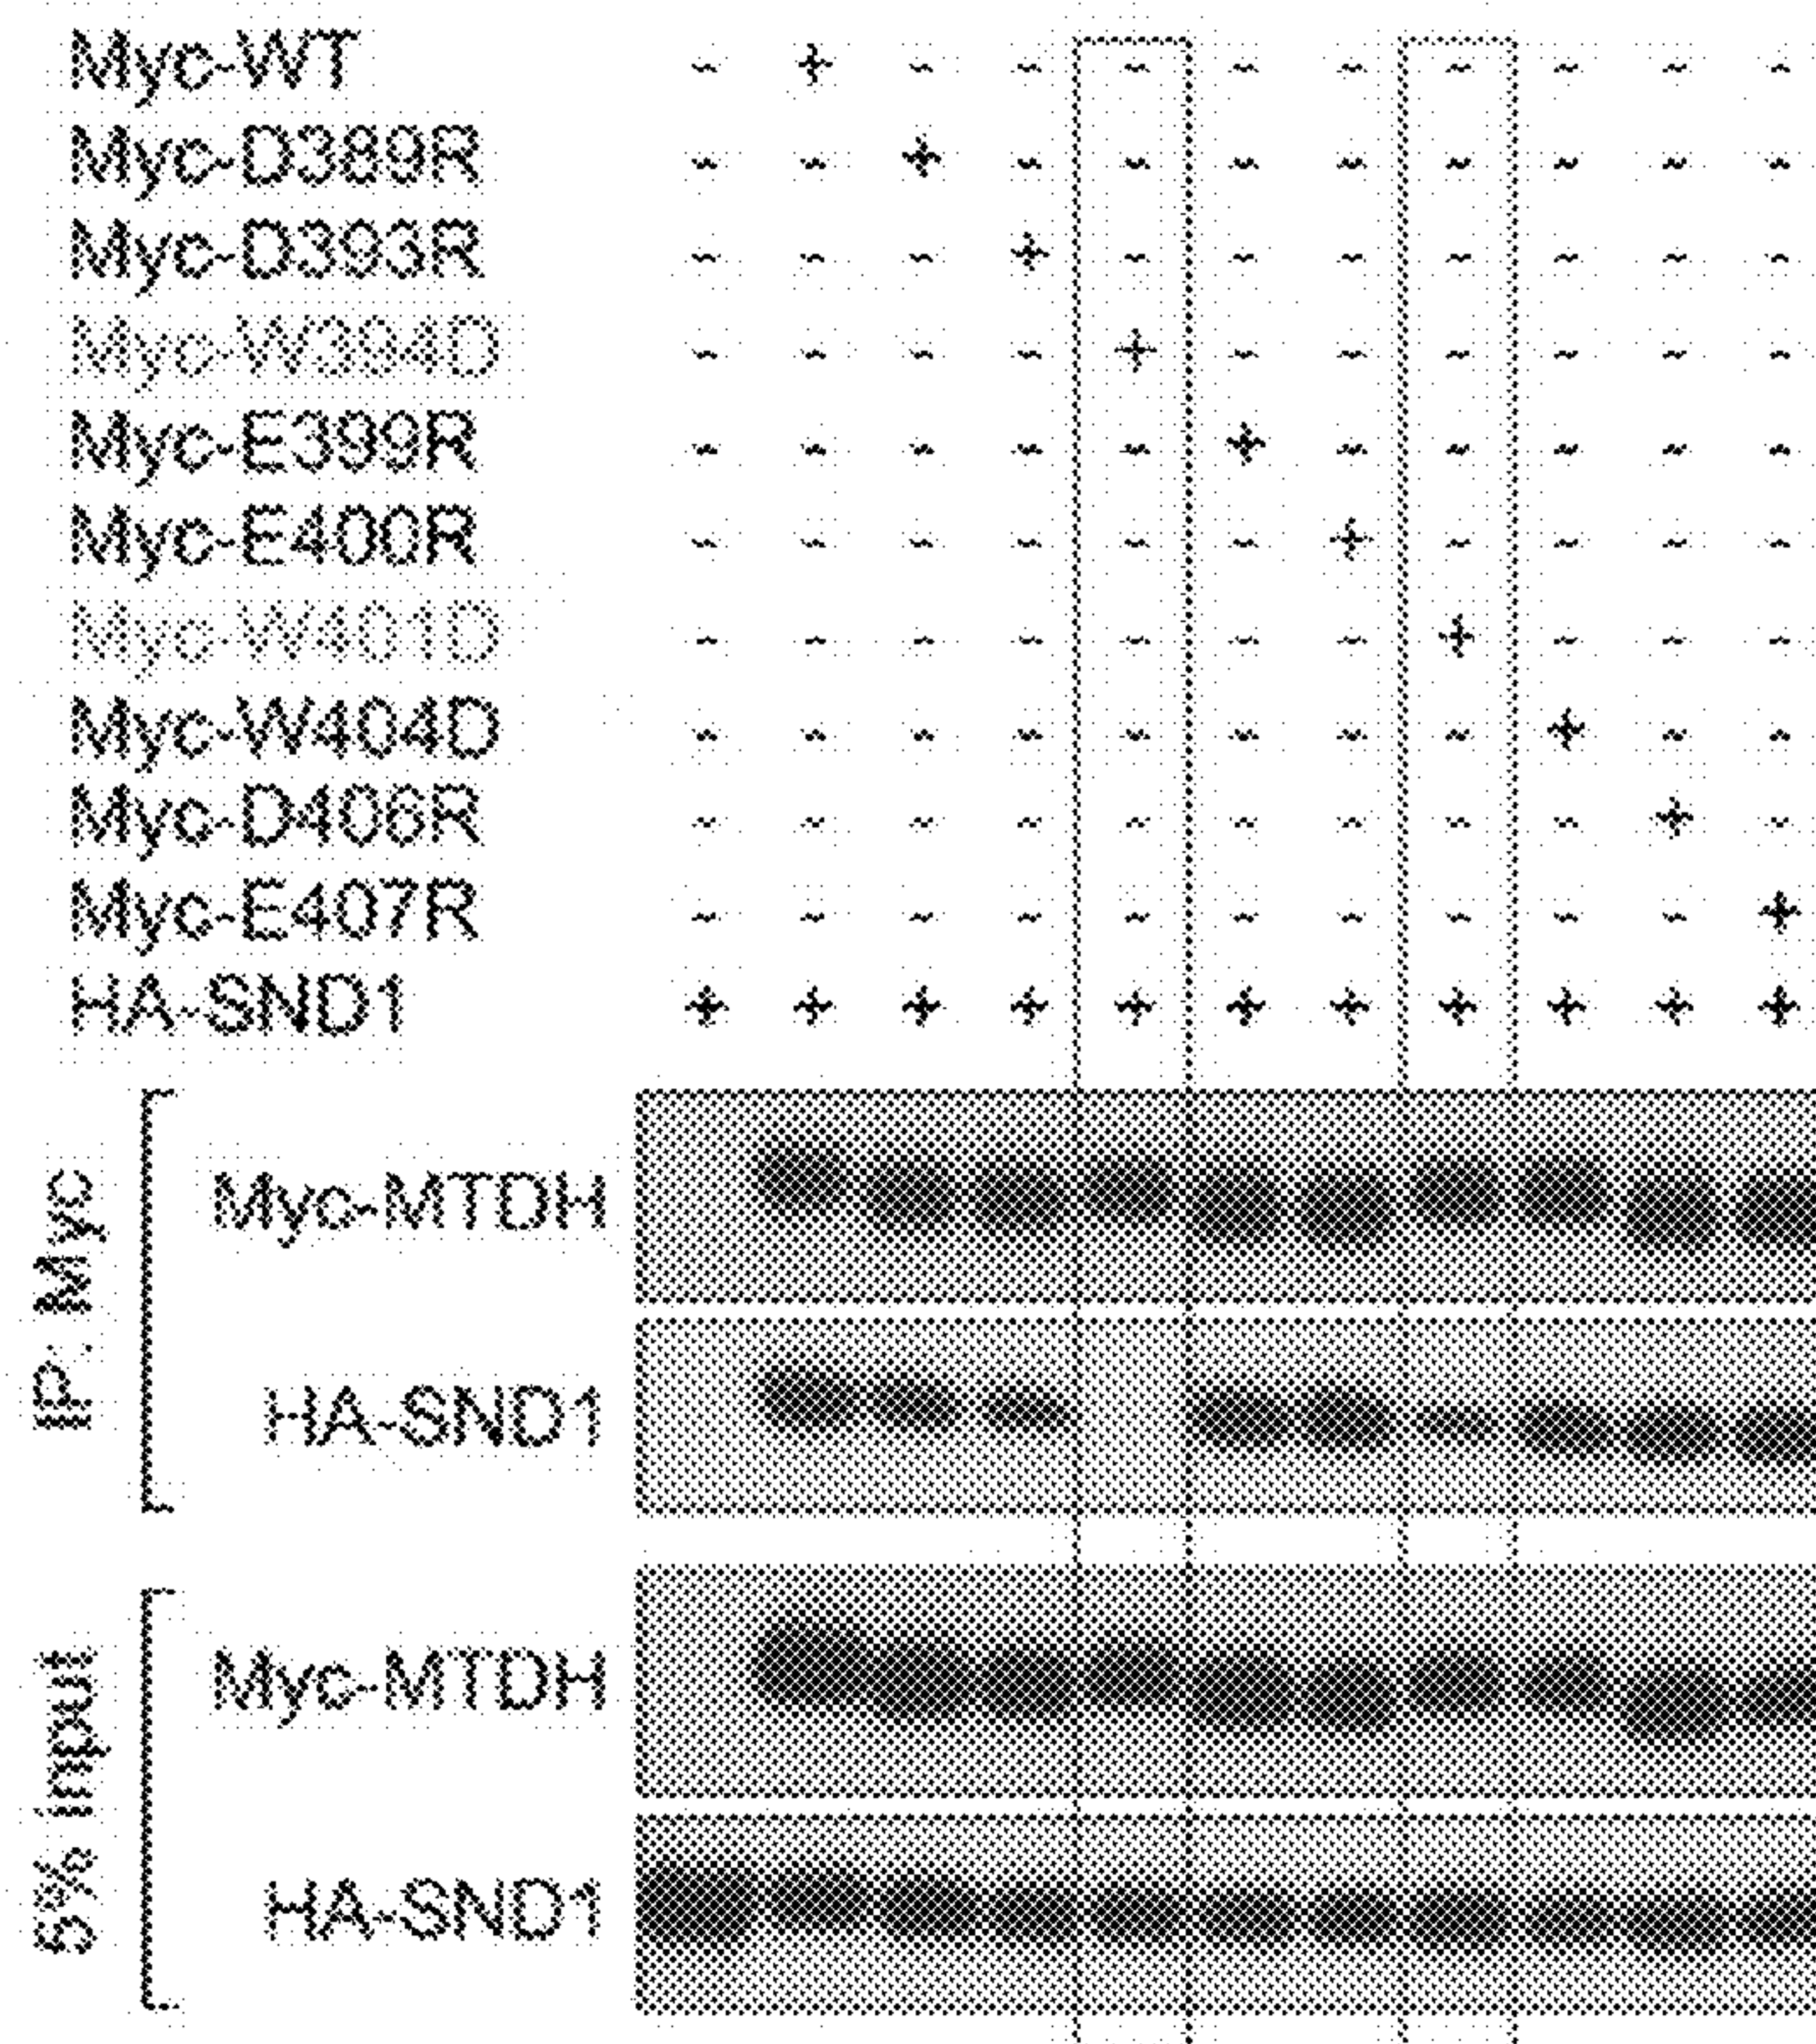 Myc-WT - + - - - - - - - - -
Myc-D389R - - + - - - - - - - -
Myc-D393R - - - + - - - - - - -
Myc-W394D - - - - + - - - - - -
Myc-E399R - - - - - + - - - - -
Myc-E400R - - - - - - + - - - -
Myc-W401D - - - - - - - + - - -
Myc-W404D - - - - - - - - + - -
Myc-D406R - - - - - - - - - + -
Myc-E407R - - - - - - - - - - +
HA-SND1 + + + + + + + + + + +
IP: Myc
Myc-MTDH
HA-SND1
5% input
Myc-MTDH
HA-SND1